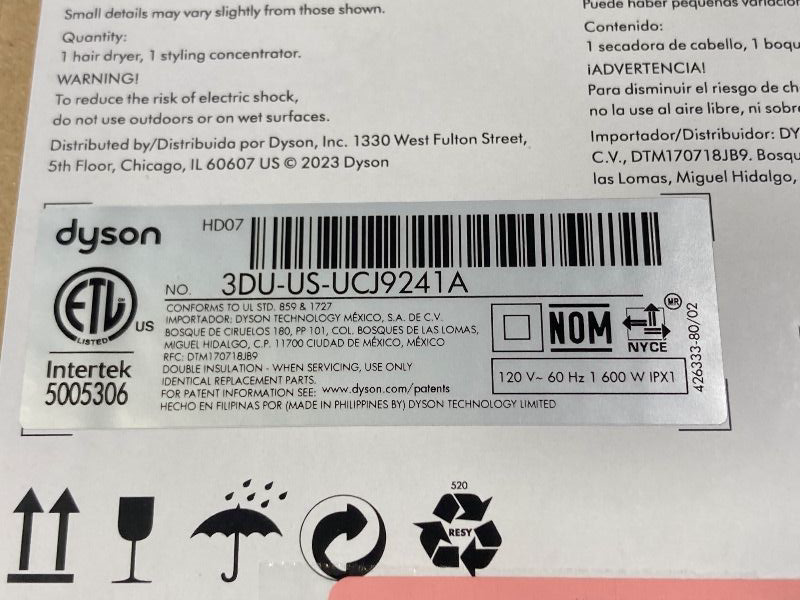 Small details may vary slightly from those shown.
Quantity:
1 hair dryer, 1 styling concentrator.
WARNING!
To reduce the risk of electric shock,
do not use outdoors or on wet surfaces.
Distributed by/Distribuida por Dyson, Inc. 1330 West Fulton Street,
5th Floor, Chicago, IL 60607 US © 2023 Dyson
Puede haber pequeñas
Contenido:
1 secadora de cabello, 1
¡ADVERTENCIA!
Para disminuir el riesgo de
no la use al aire libre, ni
Importador/Distribuidor:
C.V., DTM170718JB9.
las Lomas, Miguel Hidalgo,
dyson
HD07
NO. 3DU-US-UCJ9241A
ETL
LISTED
US
Intertek
5005306
CONFORMS TO UL STD. 859 & 1727
IMPORTADOR: DYSON TECHNOLOGY MÉXICO, S.A. DE C.V.
BOSQUE DE CIRUELOS 180, PP 101, COL. BOSQUES DE LAS LOMAS,
MIGUEL HIDALGO, C.P. 11700 CIUDAD DE MÉXICO, MÉXICO
RFC: DTM170718JB9
DOUBLE INSULATION - WHEN SERVICING, USE ONLY
IDENTICAL REPLACEMENT PARTS.
FOR PATENT INFORMATION SEE: www.dyson.com/patents
HECHO EN FILIPINAS POR (MADE IN PHILIPPINES BY) DYSON TECHNOLOGY LIMITED
NOM
MR
NYCE
120 V~ 60 Hz 1 600 W IPX1
426333-80/02
520
RESY